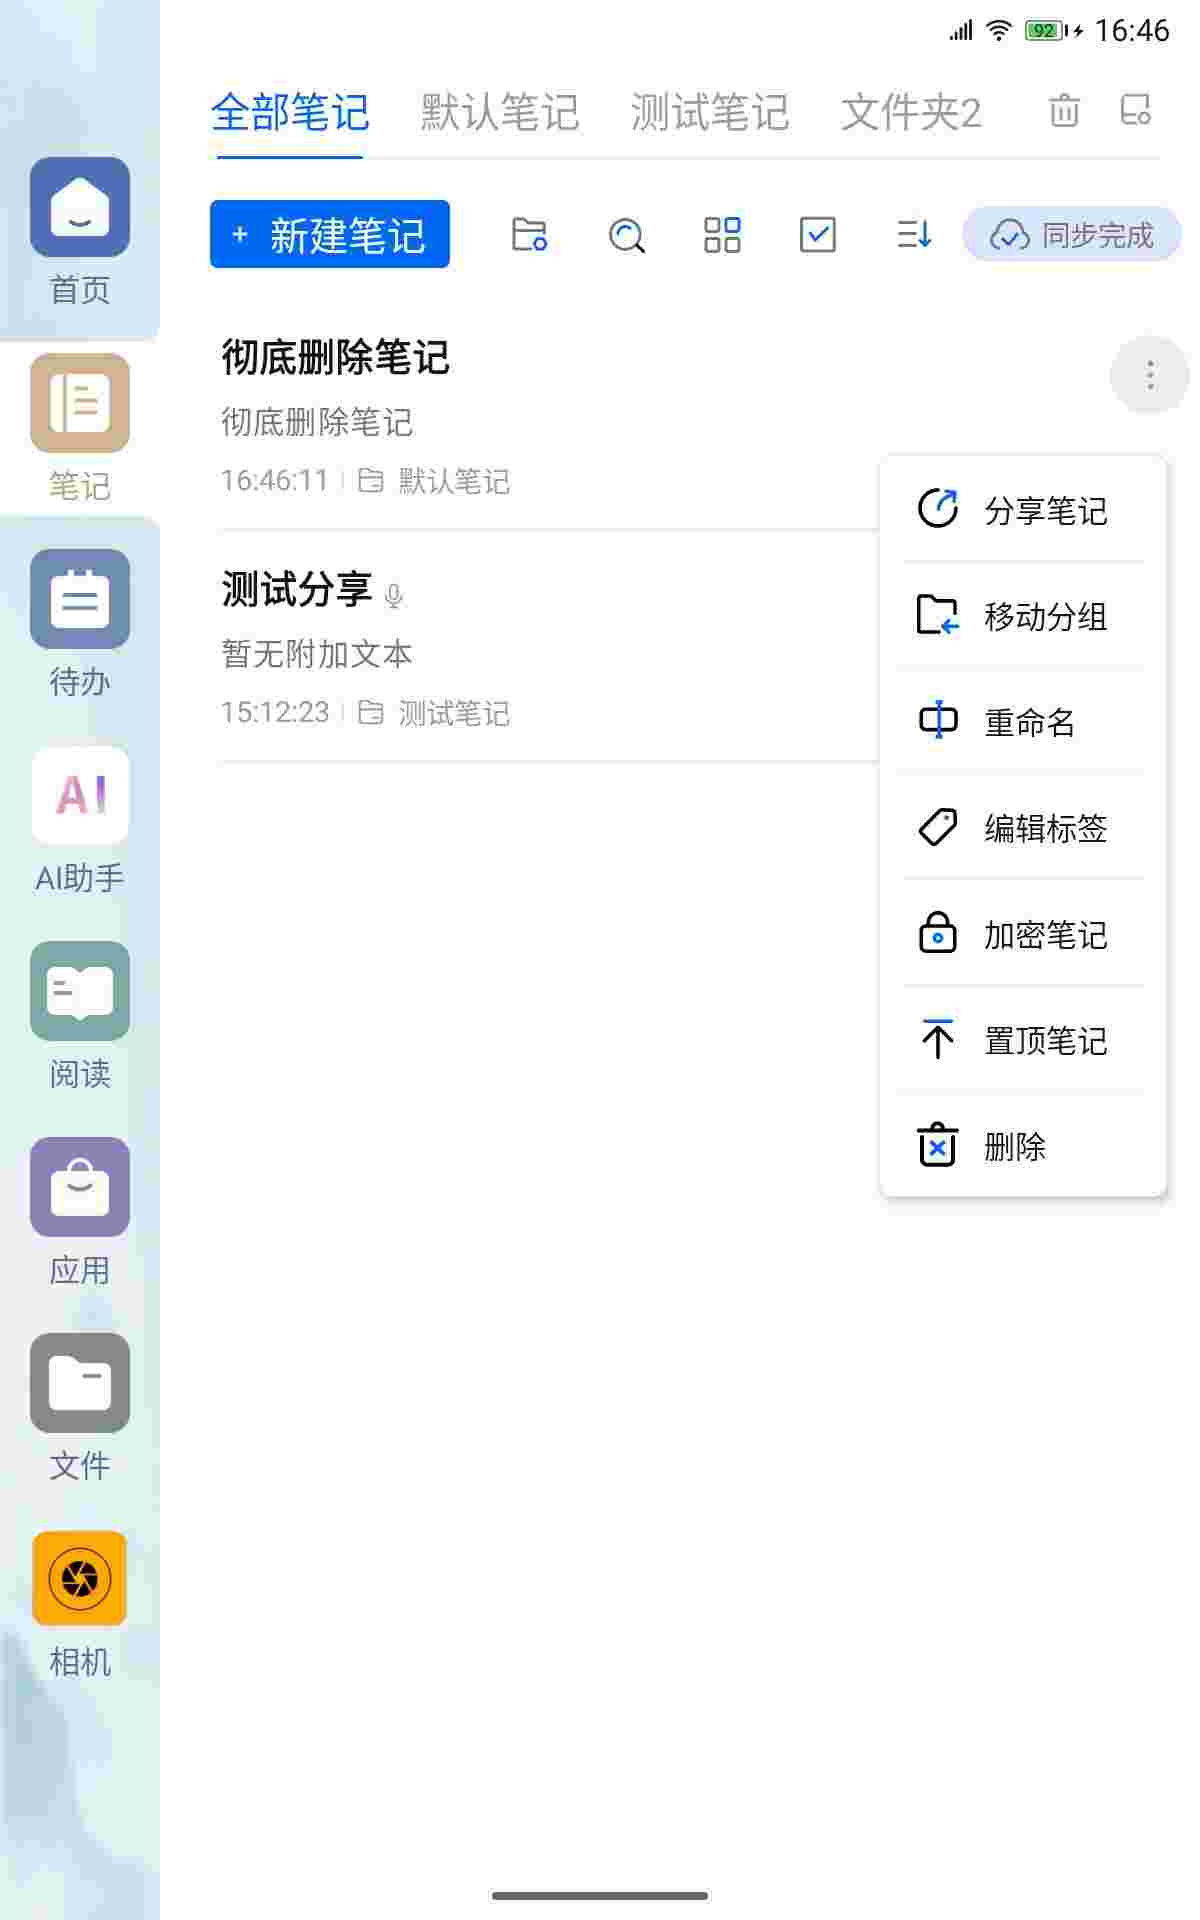 92 16:46
全部笔记 默认笔记 测试笔记 文件夹2
+ 新建笔记 同步完成
首页
笔记
待办
AI
AI助手
阅读
应用
文件
相机
彻底删除笔记
彻底删除笔记
16:46:11 默认笔记
测试分享
暂无附加文本
15:12:23 测试笔记
分享笔记
移动分组
重命名
编辑标签
加密笔记
置顶笔记
删除